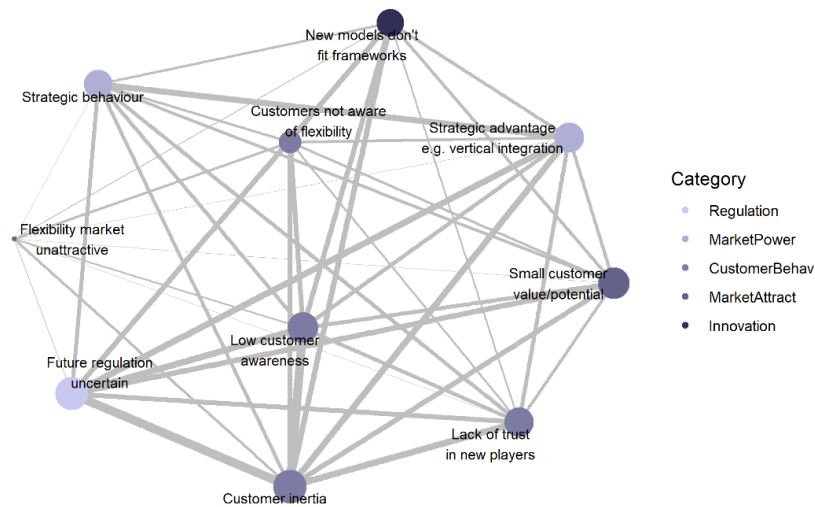 New models don't
fit frameworks
Strategic behaviour
Customers not aware
of flexibility
Strategic advantage
e.g. vertical integration
Flexibility market
unattractive
Small customer
value/potential
Low customer
awareness
Future regulation
uncertain
Lack of trust
in new players
Customer inertia
Category
Regulation
MarketPower
CustomerBehav
MarketAttract
Innovation